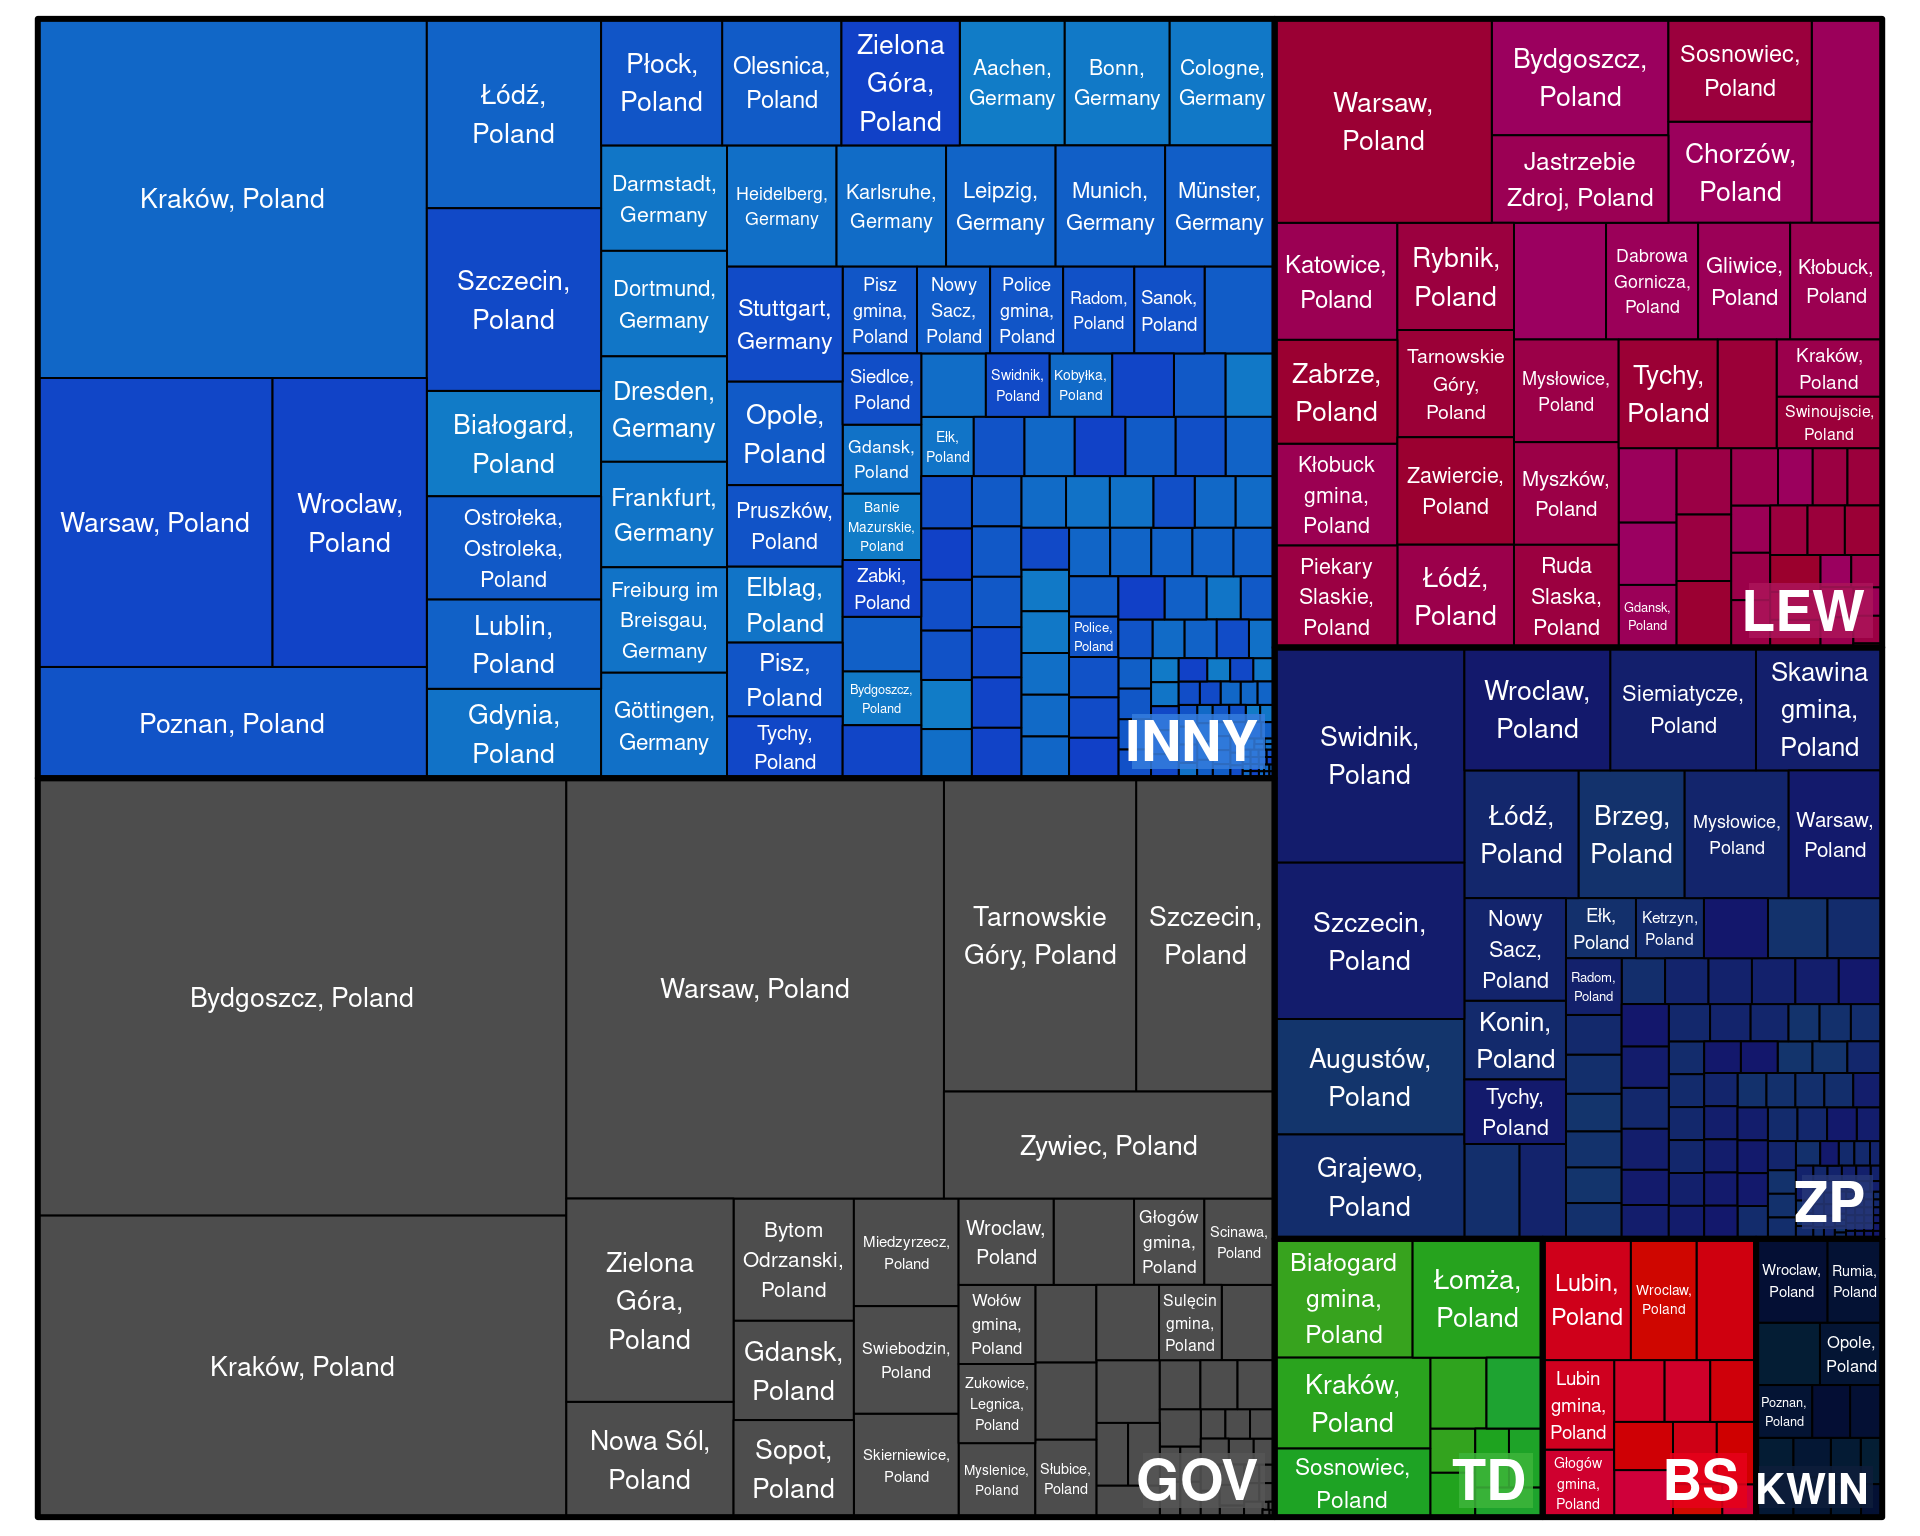 Kraków, Poland
Warsaw, Poland
Wroclaw,
Poland
Poznan, Poland
Łódź,
Poland
Szczecin,
Poland
Białogard,
Poland
Ostrołeka,
Ostroleka,
Poland
Lublin,
Poland
Gdynia,
Poland
Płock,
Poland
Olesnica,
Poland
Zielona
Góra,
Poland
Aachen,
Germany
Bonn,
Germany
Cologne,
Germany
Darmstadt,
Germany
Heidelberg,
Germany
Karlsruhe,
Germany
Leipzig,
Germany
Munich,
Germany
Münster,
Germany
Dortmund,
Germany
Dresden,
Germany
Frankfurt,
Germany
Freiburg im
Breisgau,
Germany
Göttingen,
Germany
Stuttgart,
Germany
Opole,
Poland
Pruszków,
Poland
Elblag,
Poland
Pisz,
Poland
Tychy,
Poland
Pisz
gmina,
Poland
Nowy
Sacz,
Poland
Police
gmina,
Poland
Radom,
Poland
Sanok,
Poland
Siedlce,
Poland
Swidnik,
Poland
Kobyłka,
Poland
Gdansk,
Poland
Ełk,
Poland
Banie
Mazurskie,
Poland
Zabki,
Poland
Police,
Poland
Bydgoszcz,
Poland
INNY
Warsaw,
Poland
Bydgoszcz,
Poland
Sosnowiec,
Poland
Jastrzebie
Zdroj, Poland
Chorzów,
Poland
Katowice,
Poland
Rybnik,
Poland
Dabrowa
Gornicza,
Poland
Gliwice,
Poland
Kłobuck,
Poland
Zabrze,
Poland
Tarnowskie
Góry,
Poland
Mysłowice,
Poland
Tychy,
Poland
Kraków,
Poland
Swinoujscie,
Poland
Kłobuck
gmina,
Poland
Zawiercie,
Poland
Myszków,
Poland
Piekary
Slaskie,
Poland
Łódź,
Poland
Ruda
Slaska,
Poland
Gdansk,
Poland
LEW
Swidnik,
Poland
Szczecin,
Poland
Augustów,
Poland
Grajewo,
Poland
Wroclaw,
Poland
Siemiatycze,
Poland
Skawina
gmina,
Poland
Łódź,
Poland
Brzeg,
Poland
Mysłowice,
Poland
Warsaw,
Poland
Nowy
Sacz,
Poland
Ełk,
Poland
Ketrzyn,
Poland
Radom,
Poland
Konin,
Poland
Tychy,
Poland
ZP
Bydgoszcz, Poland
Kraków, Poland
Warsaw, Poland
Tarnowskie
Góry, Poland
Szczecin,
Poland
Zywiec, Poland
Zielona
Góra,
Poland
Nowa Sól,
Poland
Bytom
Odrzanski,
Poland
Gdansk,
Poland
Sopot,
Poland
Miedzyrzecz,
Poland
Swiebodzin,
Poland
Skierniewice,
Poland
Wroclaw,
Poland
Głogów
gmina,
Poland
Scinawa,
Poland
Wołów
gmina,
Poland
Sulęcin
gmina,
Poland
Zukowice,
Legnica,
Poland
Myslenice,
Poland
Słubice,
Poland
GOV
Białogard
gmina,
Poland
Łomża,
Poland
Kraków,
Poland
Sosnowiec,
Poland
TD
Lubin,
Poland
Wroclaw,
Poland
Lubin
gmina,
Poland
Głogów
gmina,
Poland
BS
Wroclaw,
Poland
Rumia,
Poland
Opole,
Poland
Poznan,
Poland
KWIN